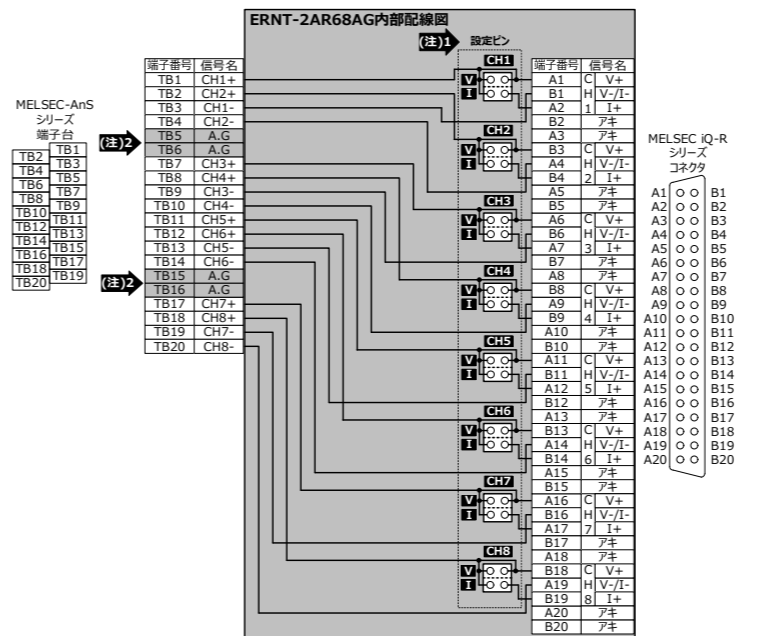 ERNT-2AR68AG内部配線図
(注)1 設定ピン
MELSEC-AnS
シリーズ
端子台
TB1
TB2
TB3
TB4
TB5
TB6
TB7
TB8
TB9
TB10
TB11
TB12
TB13
TB14
TB15
TB16
TB17
TB18
TB19
TB20
(注)2
(注)2
端子番号 信号名
TB1 CH1+
TB2 CH2+
TB3 CH1-
TB4 CH2-
TB5 A.G
TB6 A.G
TB7 CH3+
TB8 CH4+
TB9 CH3-
TB10 CH4-
TB11 CH5+
TB12 CH6+
TB13 CH5-
TB14 CH6-
TB15 A.G
TB16 A.G
TB17 CH7+
TB18 CH8+
TB19 CH7-
TB20 CH8-
CH1
V
I
CH2
V
I
CH3
V
I
CH4
V
I
CH5
V
I
CH6
V
I
CH7
V
I
CH8
V
I
端子番号 信号名
A1 C V+
B1 H V-/I-
A2 1 I+
B2 アキ
A3 アキ
B3 C V+
A4 H V-/I-
B4 2 I+
A5 アキ
B5 アキ
A6 C V+
B6 H V-/I-
A7 3 I+
B7 アキ
A8 アキ
B8 C V+
A9 H V-/I-
B9 4 I+
A10 アキ
B10 アキ
A11 C V+
B11 H V-/I-
A12 5 I+
B12 アキ
A13 アキ
B13 C V+
A14 H V-/I-
B14 6 I+
A15 アキ
B15 アキ
A16 C V+
B16 H V-/I-
A17 7 I+
B17 アキ
A18 アキ
B18 C V+
A19 H V-/I-
B19 8 I+
A20 アキ
B20 アキ
MELSEC iQ-R
シリーズ
コネクタ
A1 B1
A2 B2
A3 B3
A4 B4
A5 B5
A6 B6
A7 B7
A8 B8
A9 B9
A10 B10
A11 B11
A12 B12
A13 B13
A14 B14
A15 B15
A16 B16
A17 B17
A18 B18
A19 B19
A20 B20